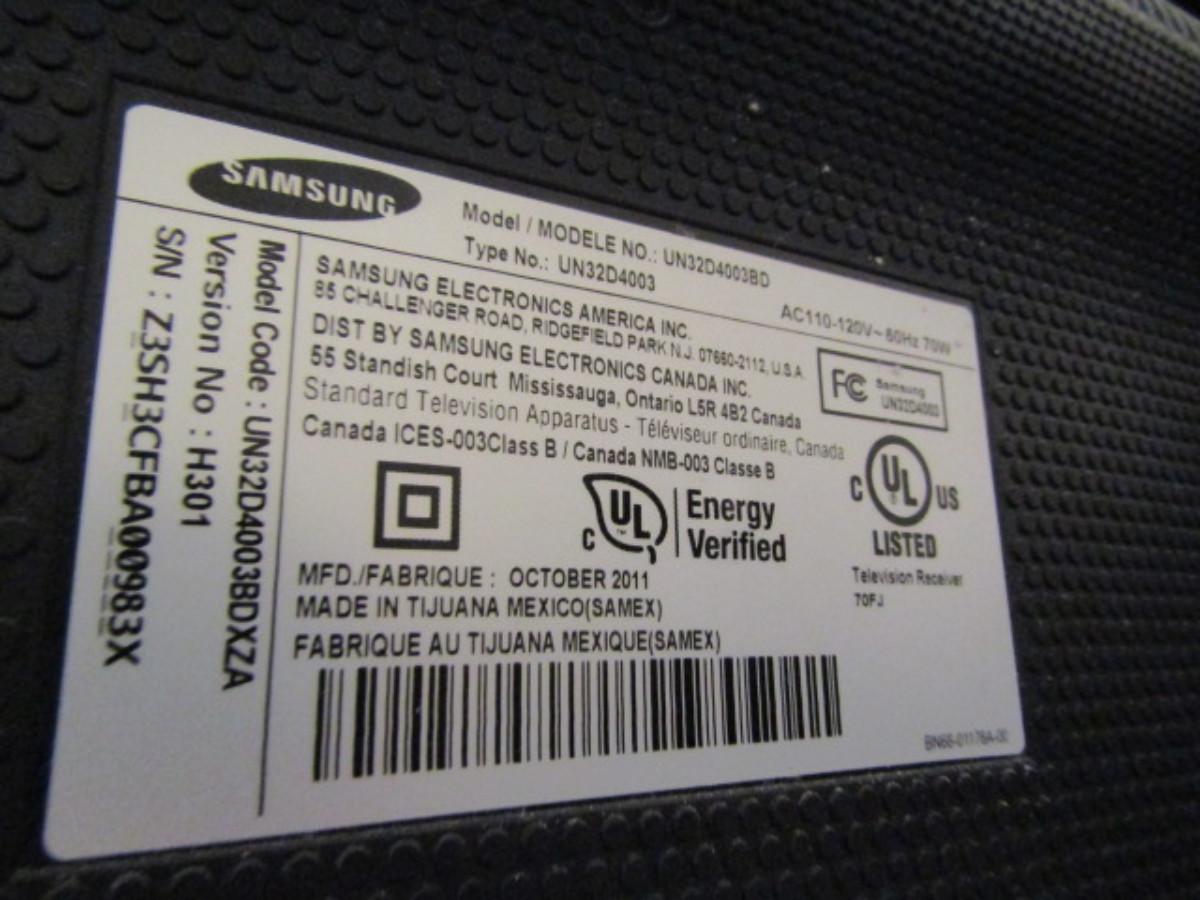 SAMSUNG
Model / MODELE NO.: UN32D4003BD
Type No.: UN32D4003
AC110-120V~ 60Hz 70W
SAMSUNG ELECTRONICS AMERICA INC.
85 CHALLENGER ROAD, RIDGEFIELD PARK N.J. 07660-2112, U.S.A.
DIST BY SAMSUNG ELECTRONICS CANADA INC.
55 Standish Court Mississauga, Ontario L5R 4B2 Canada
Standard Television Apparatus - Téléviseur ordinaire, Canada
Canada ICES-003Class B / Canada NMB-003 Classe B
FC Samsung
UN32D4003
C UL US
LISTED
Television Receiver
70FJ
C UL TM Energy
Verified
MFD./FABRIQUE : OCTOBER 2011
MADE IN TIJUANA MEXICO(SAMEX)
FABRIQUE AU TIJUANA MEXIQUE(SAMEX)
BN68-01178A-00
Model Code : UN32D4003BDXZA
Version No : H301
S/N : Z3SH3CFBA00983X